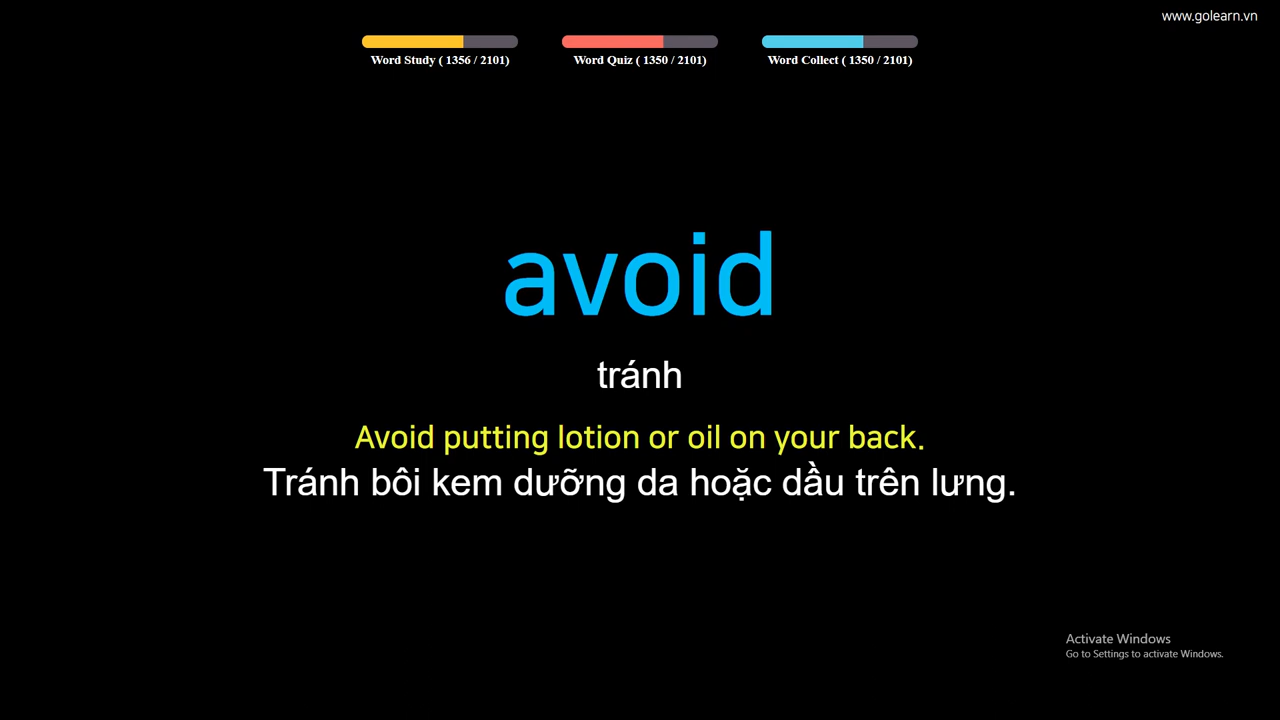 www.golearn.vn
Word Study ( 1356 / 2101) Word Quiz ( 1350 / 2101) Word Collect ( 1350 / 2101)
avoid
tránh
Avoid putting lotion or oil on your back.
Tránh bôi kem dưỡng da hoặc dầu trên lưng.
Activate Windows
Go to Settings to activate Windows.